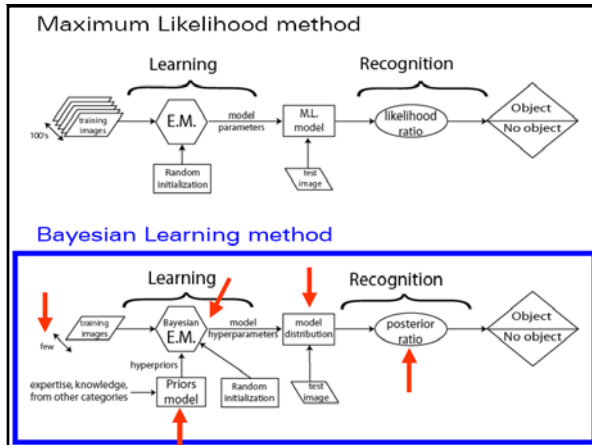 Maximum Likelihood method
Learning
Recognition
100's
training
images
E.M.
model
parameters
M.L.
model
likelihood
ratio
Object
No object
Random
initialization
test
image
Bayesian Learning method
Learning
Recognition
few
training
images
Bayesian
E.M.
model
hyperparameters
model
distribution
posterior
ratio
Object
No object
hyperpriors
expertise, knowledge,
from other categories
Priors
model
Random
initialization
test
image